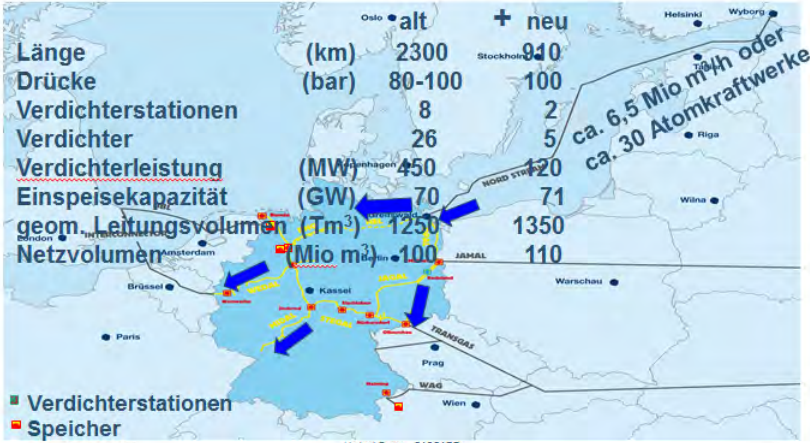 alt + neu
Länge (km) 2300 910
Drücke (bar) 80-100 100
Verdichterstationen 8 2
Verdichter 26 5
Verdichterleistung (MW) 450 120
Einspeisekapazität (GW) 70 71
geom. Leitungsvolumen (Tm³) 1250 1350
Netzvolumen (Mio m³) 100 110
ca. 6,5 Mio m³/h oder
ca. 30 Atomkraftwerke
Oslo
Helsinki
Wyborg
Stockholm
Riga
NORD STREAM
Wilna
London
INTERCONNECTOR
Amsterdam
Berlin
JAMAL
Brüssel
Kassel
Warschau
Paris
TRANSGAS
Prag
WAG
Wien
Verdichterstationen
Speicher